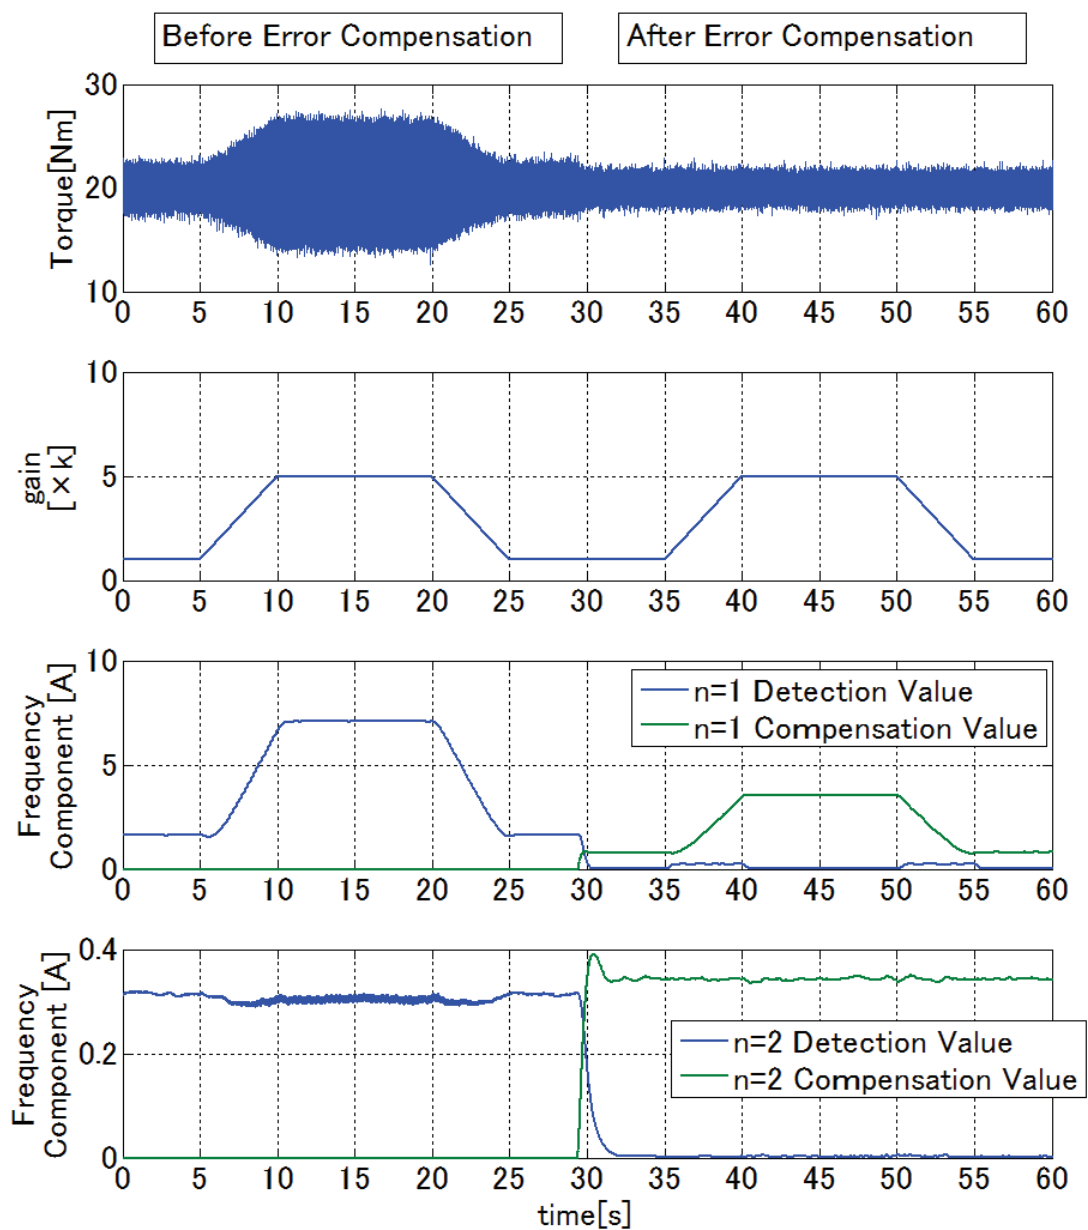 Before Error Compensation
After Error Compensation
30
20
10
Torque[Nm]
0 5 10 15 20 25 30 35 40 45 50 55 60
10
5
0
gain
[×k]
0 5 10 15 20 25 30 35 40 45 50 55 60
10
5
0
Frequency
Component [A]
n=1 Detection Value
n=1 Compensation Value
0 5 10 15 20 25 30 35 40 45 50 55 60
0.4
0.2
0
Frequency
Component [A]
n=2 Detection Value
n=2 Compensation Value
0 5 10 15 20 25 30 35 40 45 50 55 60
time[s]